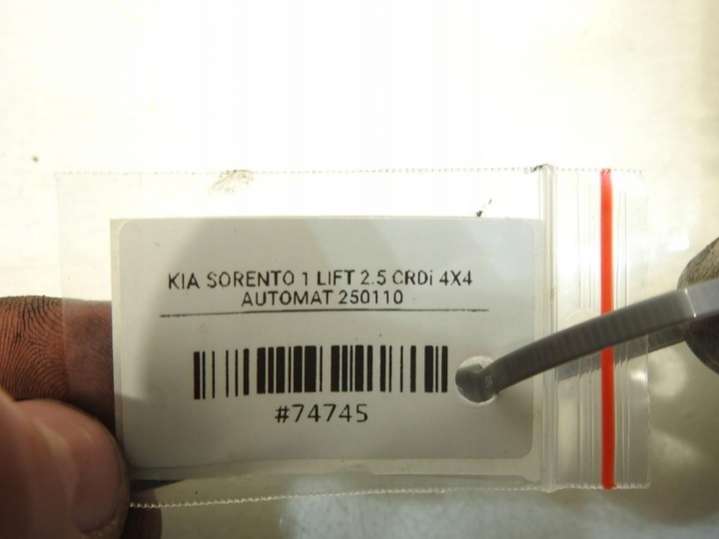 KIA SORENTO 1 LIFT 2.5 CRDi 4X4
AUTOMAT 250110
#74745